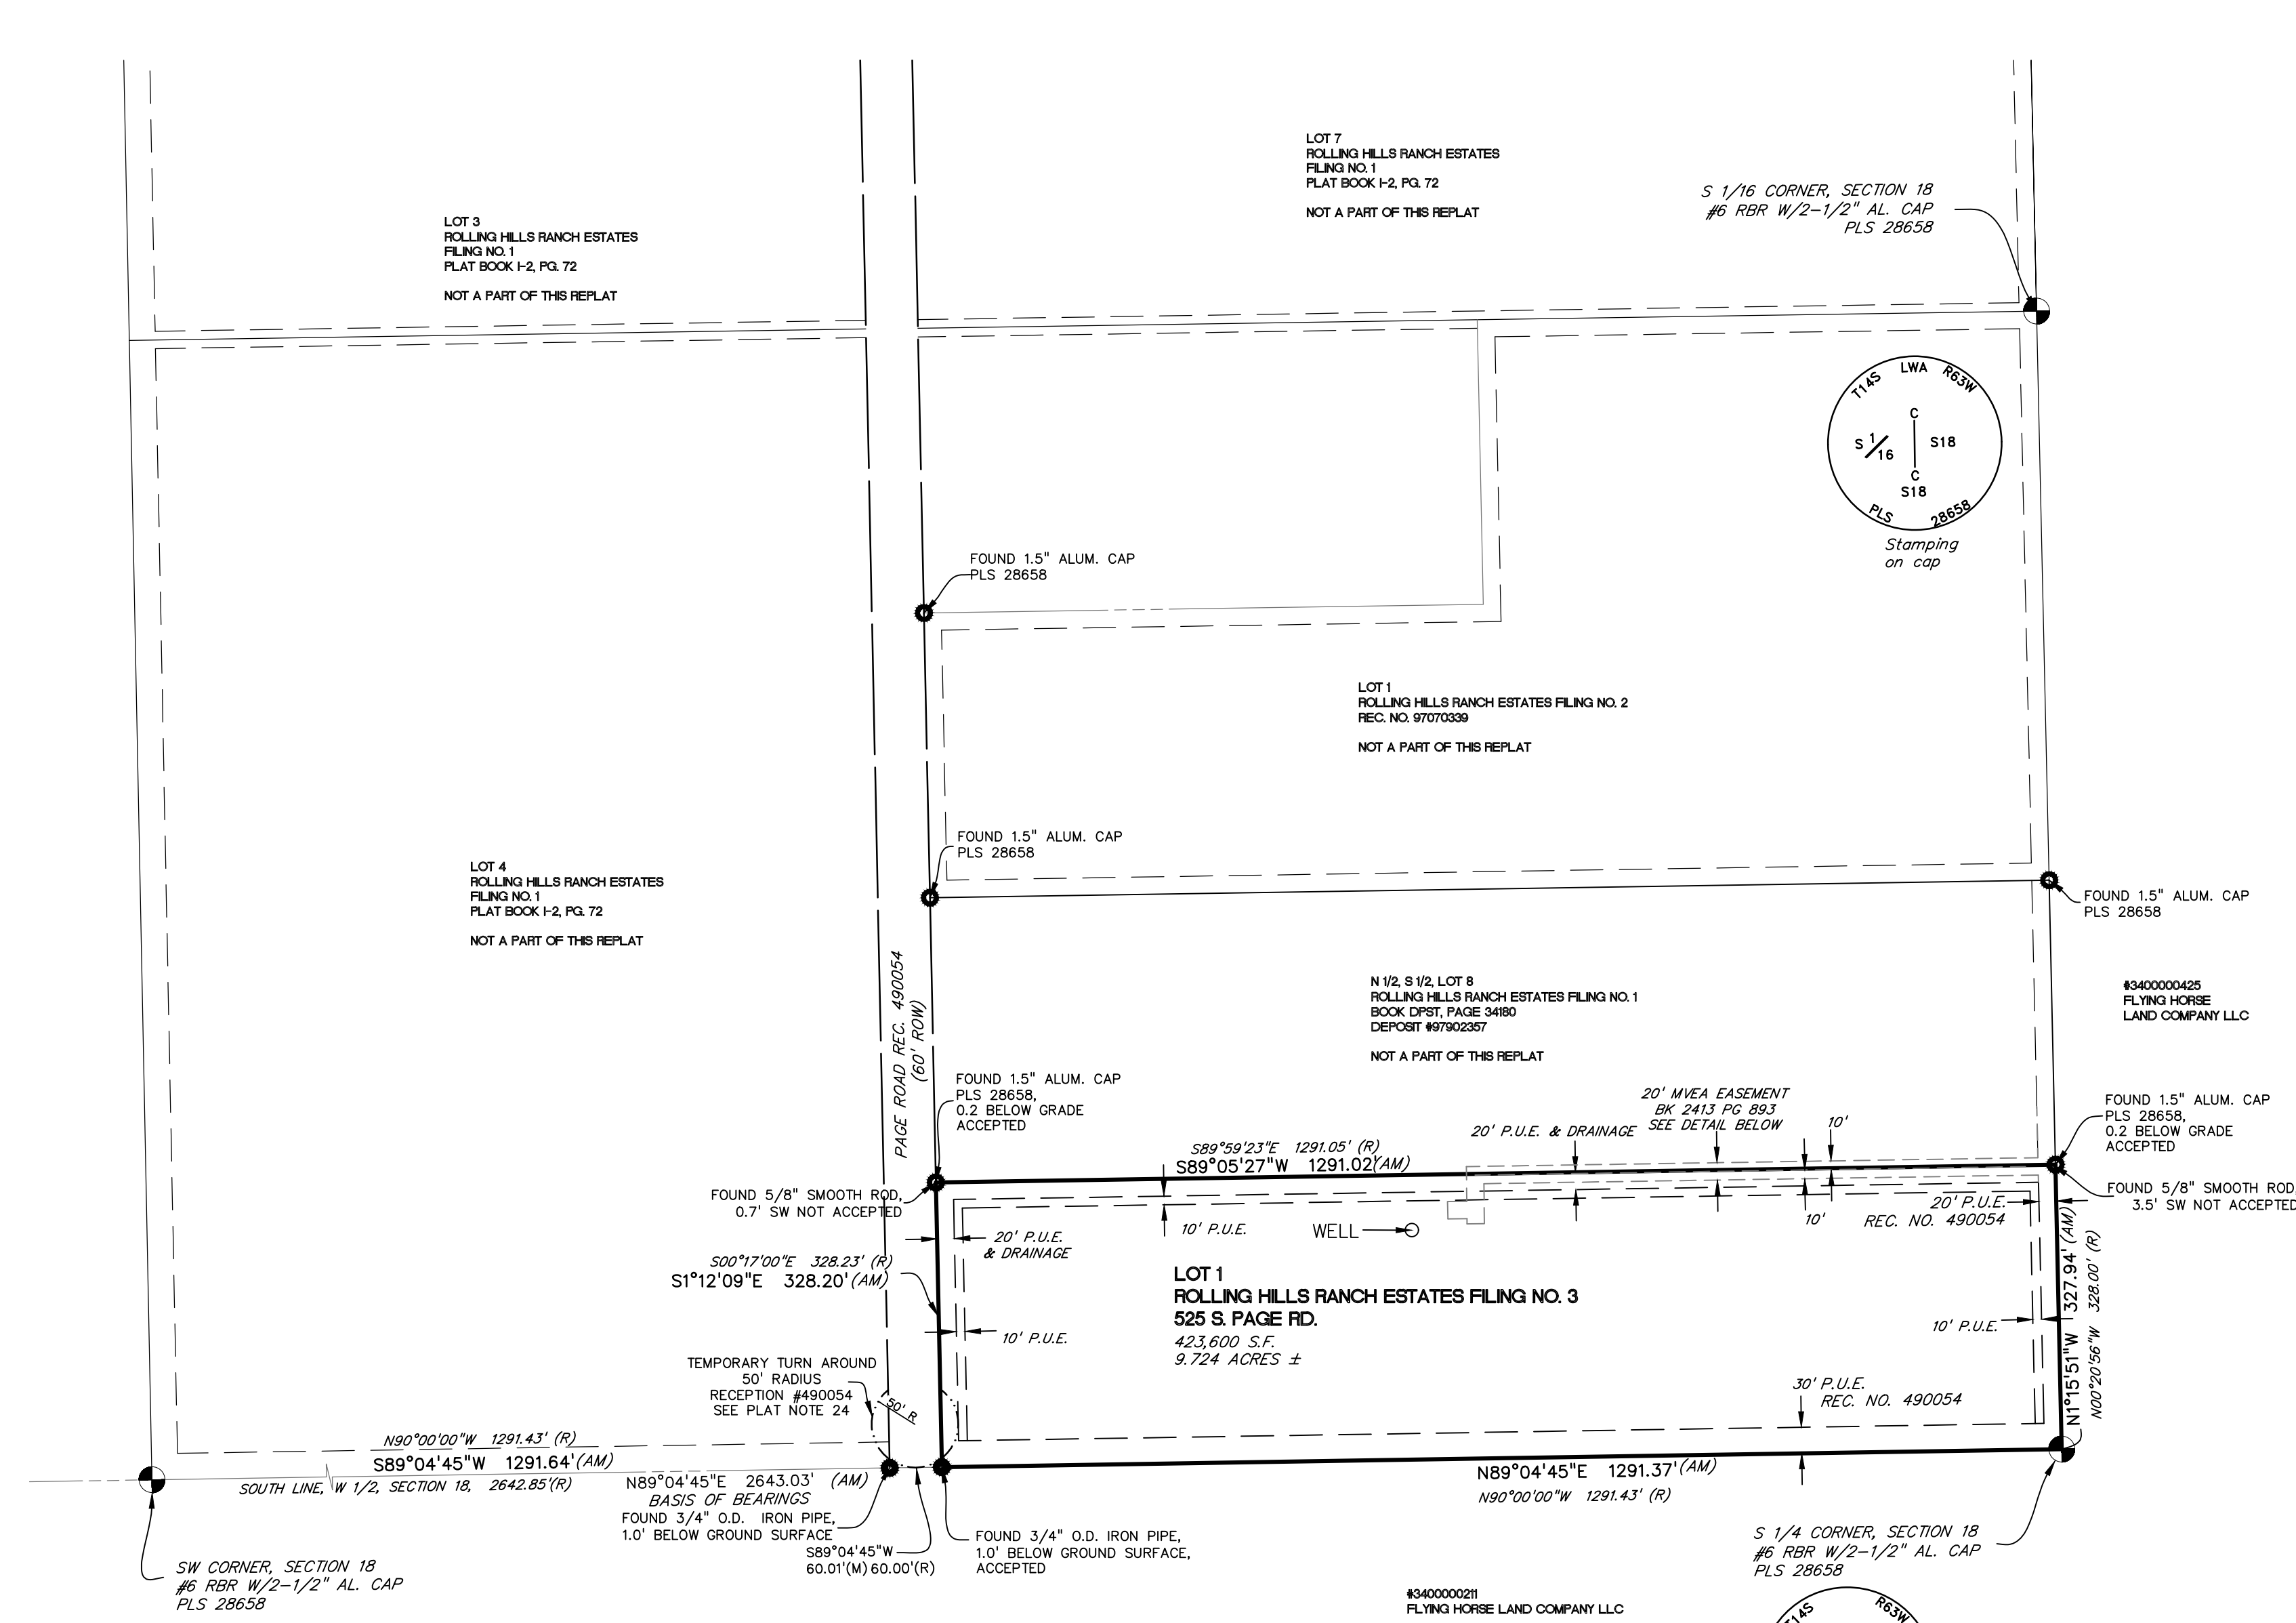 LOT 7
ROLLING HILLS RANCH ESTATES
FILING NO. 1
PLAT BOOK I-2, PG. 72
NOT A PART OF THIS REPLAT
S 1/16 CORNER, SECTION 18
#6 RBR W/2-1/2" AL. CAP
PLS 28658
LOT 3
ROLLING HILLS RANCH ESTATES
FILING NO. 1
PLAT BOOK I-2, PG. 72
NOT A PART OF THIS REPLAT
T14S LWA R63W
C
S 1/16 S18
C
S18
PLS 28658
Stamping
on cap
FOUND 1.5" ALUM. CAP
PLS 28658
LOT 1
ROLLING HILLS RANCH ESTATES FILING NO. 2
REC. NO. 97070339
NOT A PART OF THIS REPLAT
FOUND 1.5" ALUM. CAP
PLS 28658
LOT 4
ROLLING HILLS RANCH ESTATES
FILING NO. 1
PLAT BOOK I-2, PG. 72
NOT A PART OF THIS REPLAT
FOUND 1.5" ALUM. CAP
PLS 28658
PAGE ROAD REC. 490054
(60' ROW)
N 1/2, S 1/2, LOT 8
ROLLING HILLS RANCH ESTATES FILING NO. 1
BOOK DPST, PAGE 34180
DEPOSIT #97902357
NOT A PART OF THIS REPLAT
#3400000425
FLYING HORSE
LAND COMPANY LLC
FOUND 1.5" ALUM. CAP
PLS 28658,
0.2 BELOW GRADE
ACCEPTED
20' MVEA EASEMENT
BK 2413 PG 893
SEE DETAIL BELOW
20' P.U.E. & DRAINAGE
10'
FOUND 1.5" ALUM. CAP
PLS 28658,
0.2 BELOW GRADE
ACCEPTED
S89°59'23"E 1291.05' (R)
S89°05'27"W 1291.02'(AM)
FOUND 5/8" SMOOTH ROD,
0.7' SW NOT ACCEPTED
FOUND 5/8" SMOOTH ROD
3.5' SW NOT ACCEPTED
20' P.U.E.
& DRAINAGE
10' P.U.E.
WELL
10'
20' P.U.E.
REC. NO. 490054
S00°17'00"E 328.23' (R)
S1°12'09"E 328.20'(AM)
LOT 1
ROLLING HILLS RANCH ESTATES FILING NO. 3
525 S. PAGE RD.
423,600 S.F.
9.724 ACRES ±
10' P.U.E.
10' P.U.E.
N1°15'51"W 327.94'(AM)
N00°20'56"W 328.00' (R)
TEMPORARY TURN AROUND
50' RADIUS
RECEPTION #490054
SEE PLAT NOTE 24
50' R
30' P.U.E.
REC. NO. 490054
N90°00'00"W 1291.43' (R)
S89°04'45"W 1291.64'(AM)
SOUTH LINE, W 1/2, SECTION 18, 2642.85'(R)
N89°04'45"E 2643.03' (AM)
BASIS OF BEARINGS
FOUND 3/4" O.D. IRON PIPE,
1.0' BELOW GROUND SURFACE
S89°04'45"W
60.01'(M) 60.00'(R)
FOUND 3/4" O.D. IRON PIPE,
1.0' BELOW GROUND SURFACE,
ACCEPTED
N89°04'45"E 1291.37'(AM)
N90°00'00"W 1291.43' (R)
S 1/4 CORNER, SECTION 18
#6 RBR W/2-1/2" AL. CAP
PLS 28658
SW CORNER, SECTION 18
#6 RBR W/2-1/2" AL. CAP
PLS 28658
#3400000211
FLYING HORSE LAND COMPANY LLC
T14S R63W